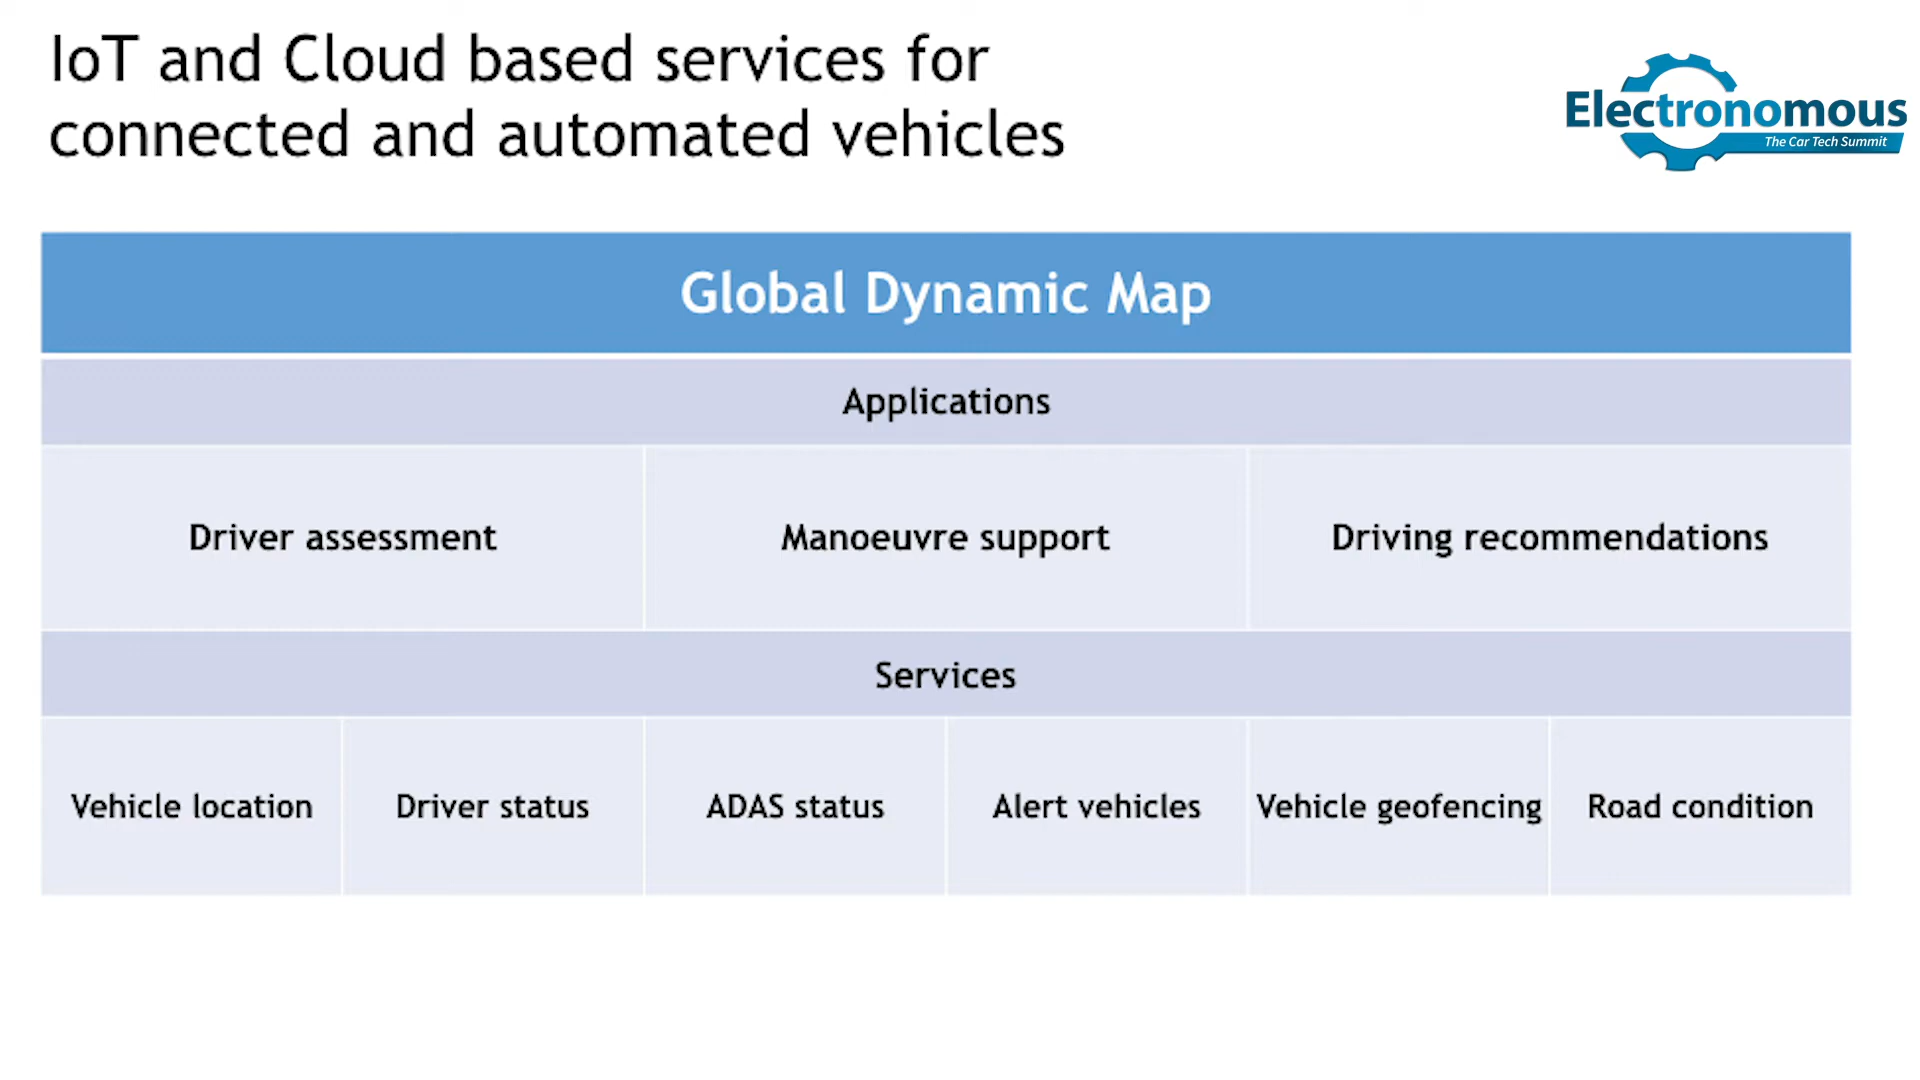 IoT and Cloud based services for
connected and automated vehicles
Electronomous
The Car Tech Summit
Global Dynamic Map
Applications
Driver assessment
Manoeuvre support
Driving recommendations
Services
Vehicle location
Driver status
ADAS status
Alert vehicles
Vehicle geofencing
Road condition